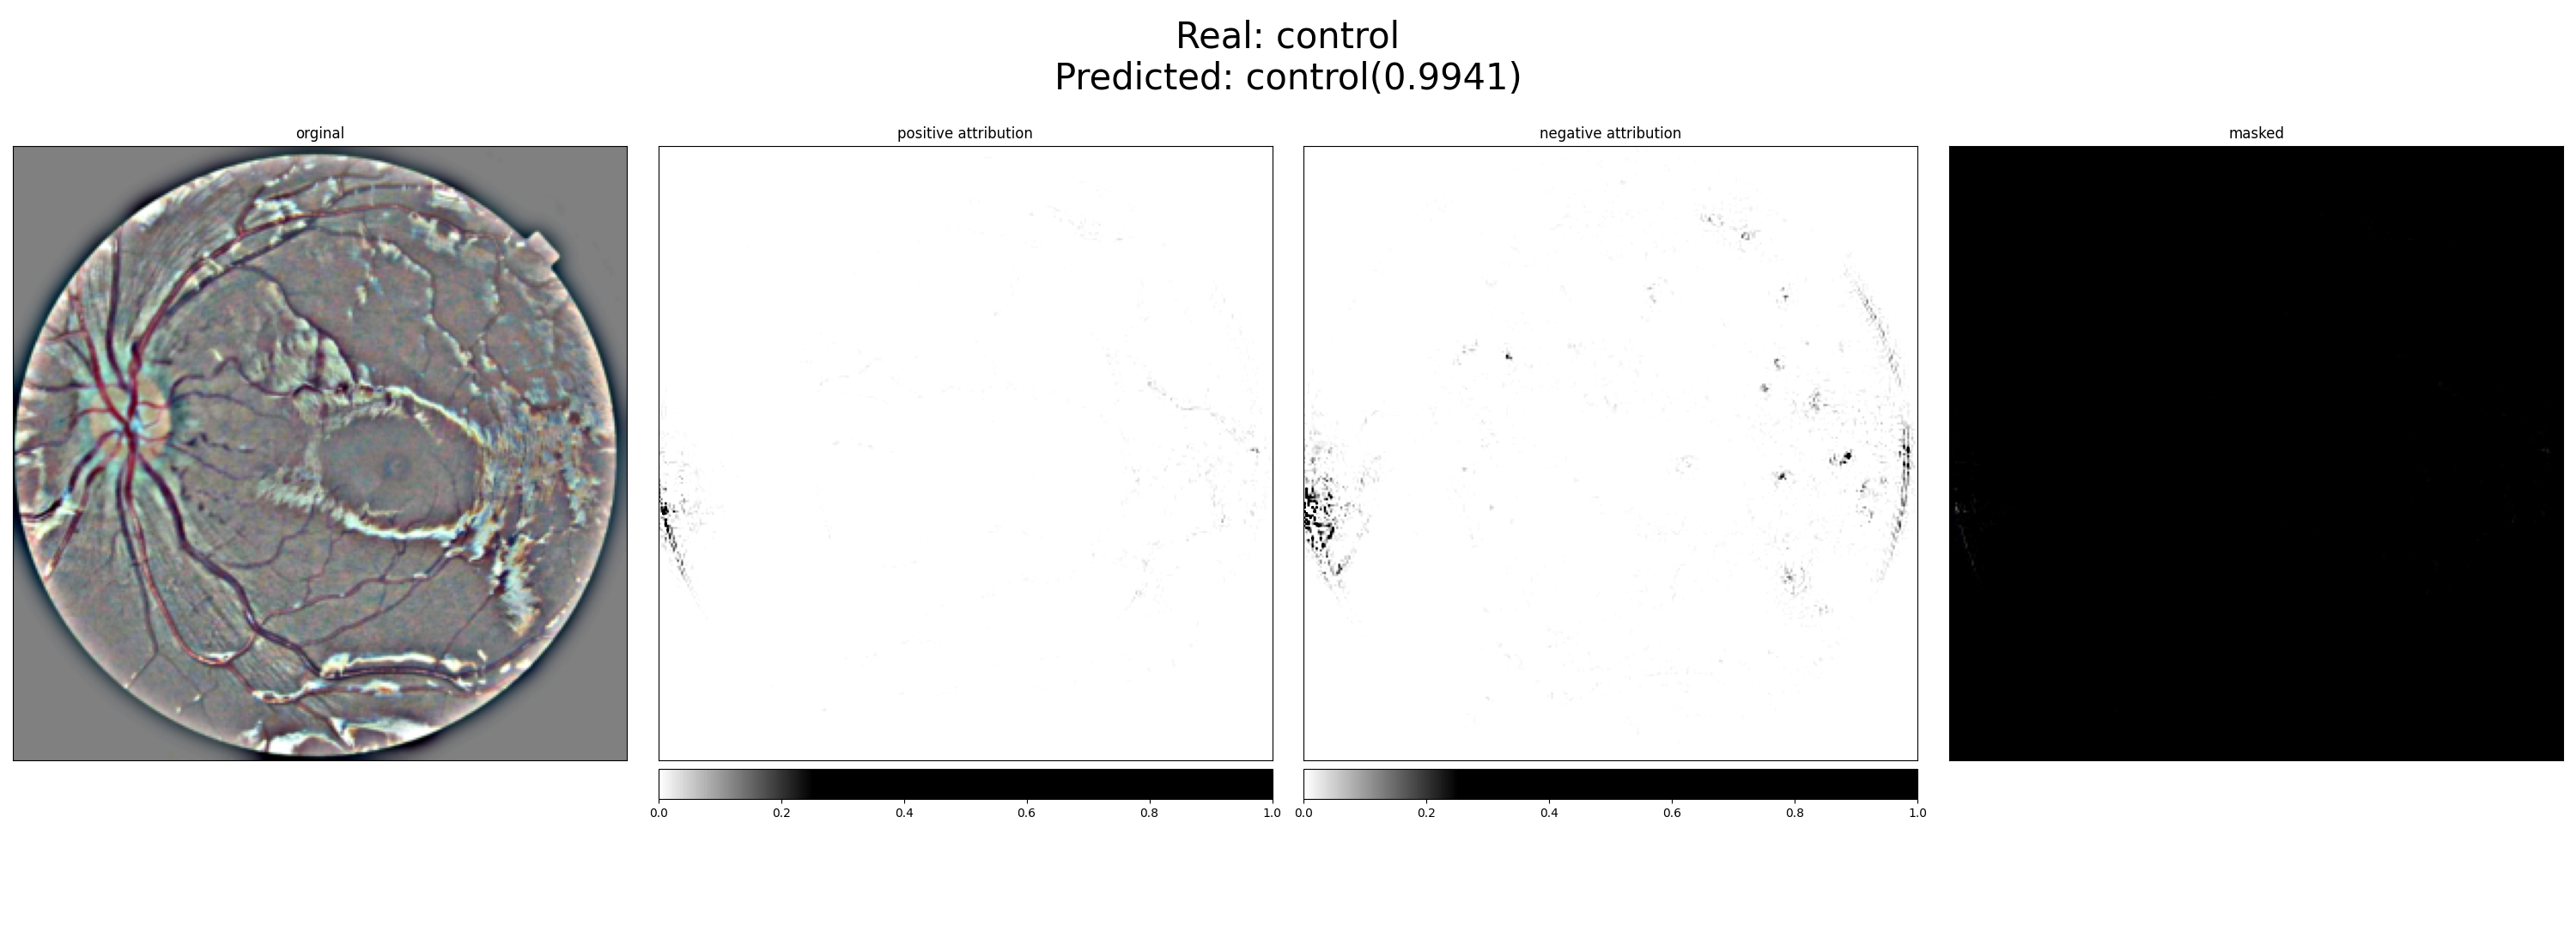 Real: control
Predicted: control(0.9941)
orginal
positive attribution
negative attribution
masked
0.0 0.2 0.4 0.6 0.8 1.0
0.0 0.2 0.4 0.6 0.8 1.0